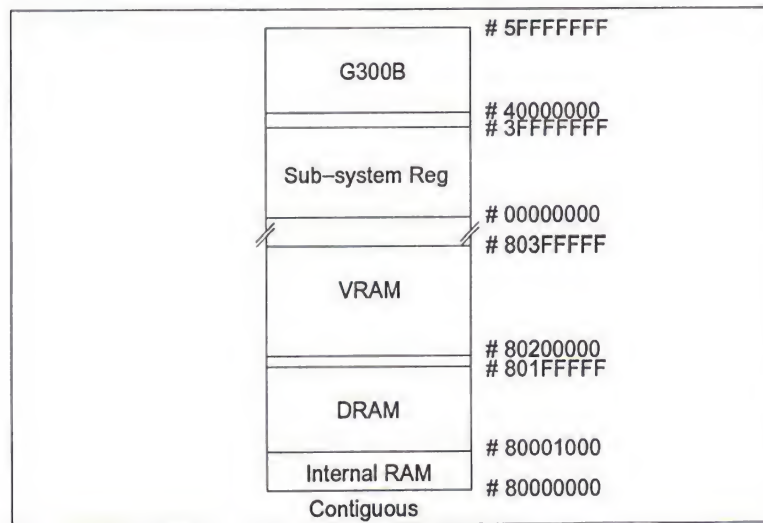 # 5FFFFFFF
G300B
# 40000000
# 3FFFFFFF
Sub–system Reg
# 00000000
# 803FFFFF
VRAM
# 80200000
# 801FFFFF
DRAM
# 80001000
Internal RAM
# 80000000
Contiguous